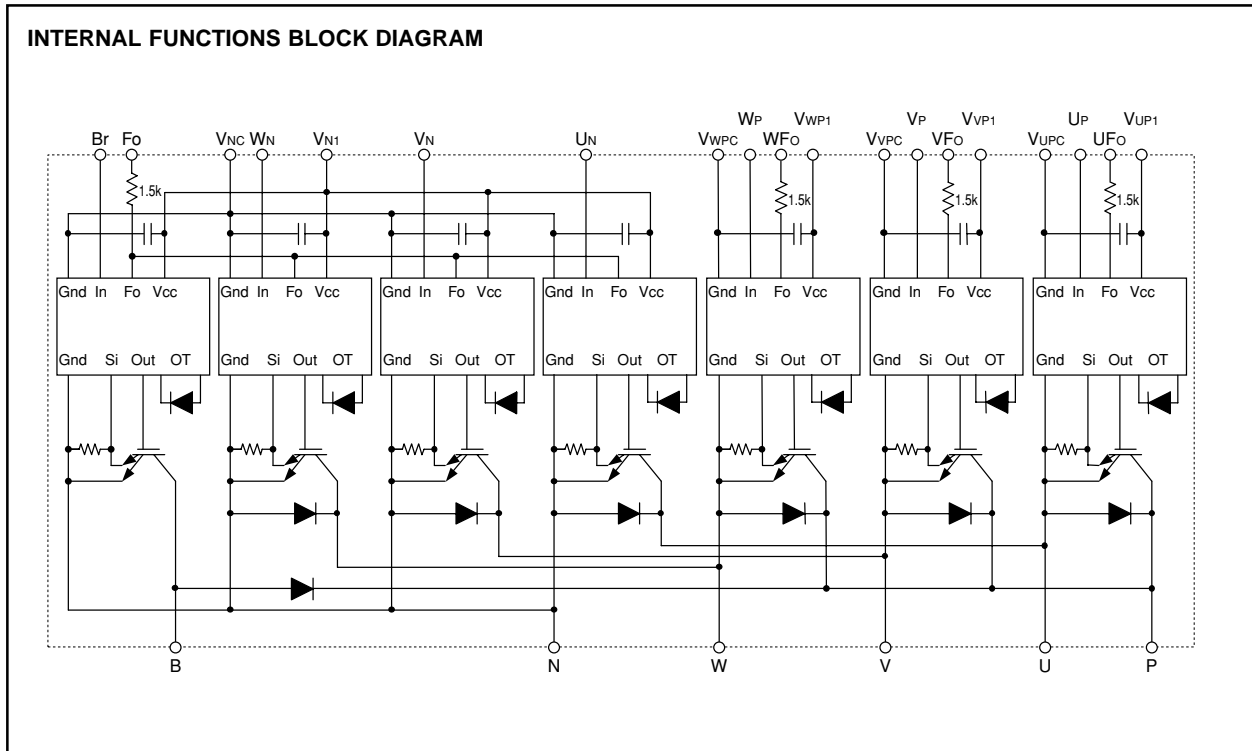 INTERNAL FUNCTIONS BLOCK DIAGRAM
WP VWP1 VP VVP1 UP VUP1
Br Fo VNC WN VN1 VN UN VWPC WFO VVPC VFO VUPC UFO
1.5k 1.5k 1.5k 1.5k
Gnd In Fo Vcc Gnd In Fo Vcc Gnd In Fo Vcc Gnd In Fo Vcc Gnd In Fo Vcc Gnd In Fo Vcc Gnd In Fo Vcc
Gnd Si Out OT Gnd Si Out OT Gnd Si Out OT Gnd Si Out OT Gnd Si Out OT Gnd Si Out OT Gnd Si Out OT
B N W V U P